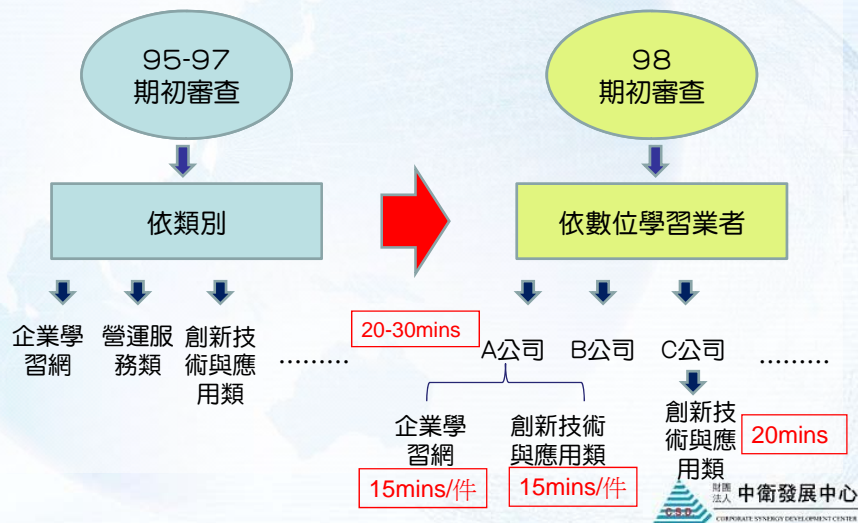 95-97
期初審查
98
期初審查
依類別
依數位學習業者
企業學
習網
營運服
務類
創新技
術與應
用類
.........
20-30mins
A公司
B公司
C公司
.........
企業學
習網
15mins/件
創新技術
與應用類
15mins/件
創新技
術與應
用類
20mins
C.S.D.
財團
法人
中衛發展中心
CORPORATE SYNERGY DEVELOPMENT CENTER